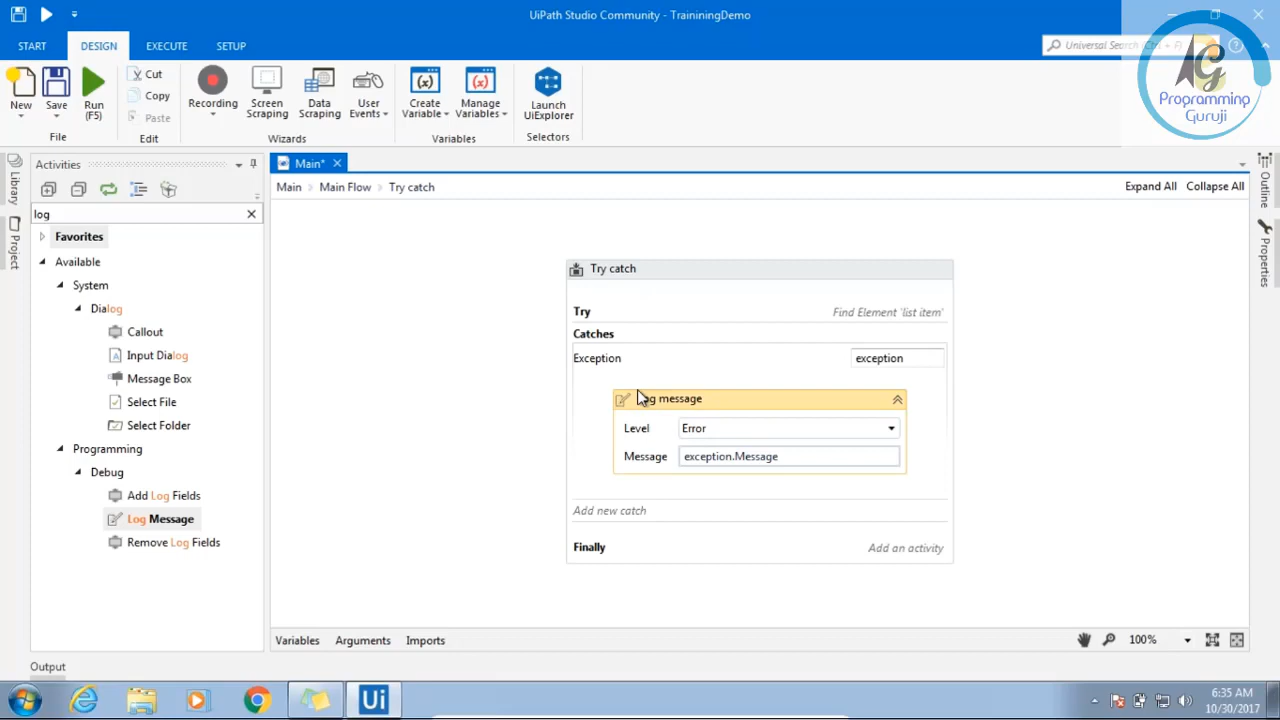 UiPath Studio Community - TraininingDemo
START DESIGN EXECUTE SETUP
Universal Search (Ctrl + F)
AG
Programming
Guruji
New
Save
Run
(F5)
Cut
Copy
Paste
Recording
Screen
Scraping
Data
Scraping
User
Events
Create
Variable
Manage
Variables
Launch
UiExplorer
File
Edit
Wizards
Variables
Selectors
Library
Project
Activities
log
Favorites
Available
System
Dialog
Callout
Input Dialog
Message Box
Select File
Select Folder
Programming
Debug
Add Log Fields
Log Message
Remove Log Fields
Main*
Main > Main Flow > Try catch
Expand All Collapse All
Try catch
Try
Find Element 'list item'
Catches
Exception
exception
Log message
Level
Error
Message
exception.Message
Add new catch
Finally
Add an activity
Outline
Properties
Variables Arguments Imports
100%
Output
Ui
6:35 AM
10/30/2017